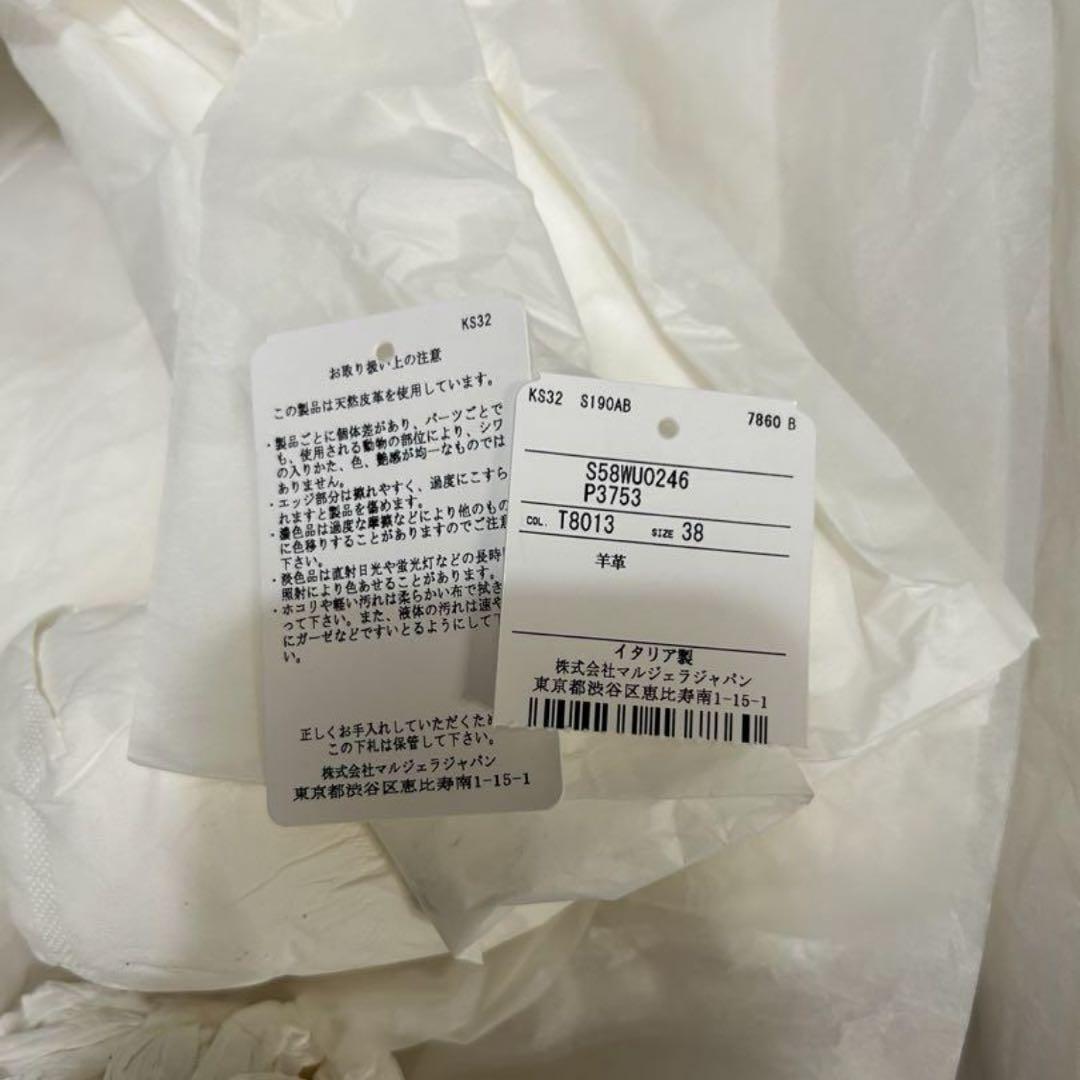 KS32
お取り扱い上の注意
この製品は天然皮革を使用しています。
・製品ごとに個体差があり、パーツごとで
も、使用される動物の部位により、シワ
の入りかた、色、艶感が均一なものでは
ありません。
・エッジ部分は擦れやすく、過度にこすら
れますと製品を傷めます。
・濃色品は過度な摩擦などにより他のもの
に色移りすることがありますのでご注意
下さい。
・淡色品は直射日光や蛍光灯などの長時
照射により色あせることがあります。
・ホコリや軽い汚れは柔らかい布で拭き
って下さい。また、液体の汚れは速や
にガーゼなどですいとるようにして下
い。
正しくお手入れしていただくため
この下札は保管して下さい。
株式会社マルジェラジャパン
東京都渋谷区恵比寿南1-15-1
KS32 S190AB 7860 B
S58WU0246
P3753
COL. T8013 SIZE 38
羊革
イタリア製
株式会社マルジェラジャパン
東京都渋谷区恵比寿南1-15-1